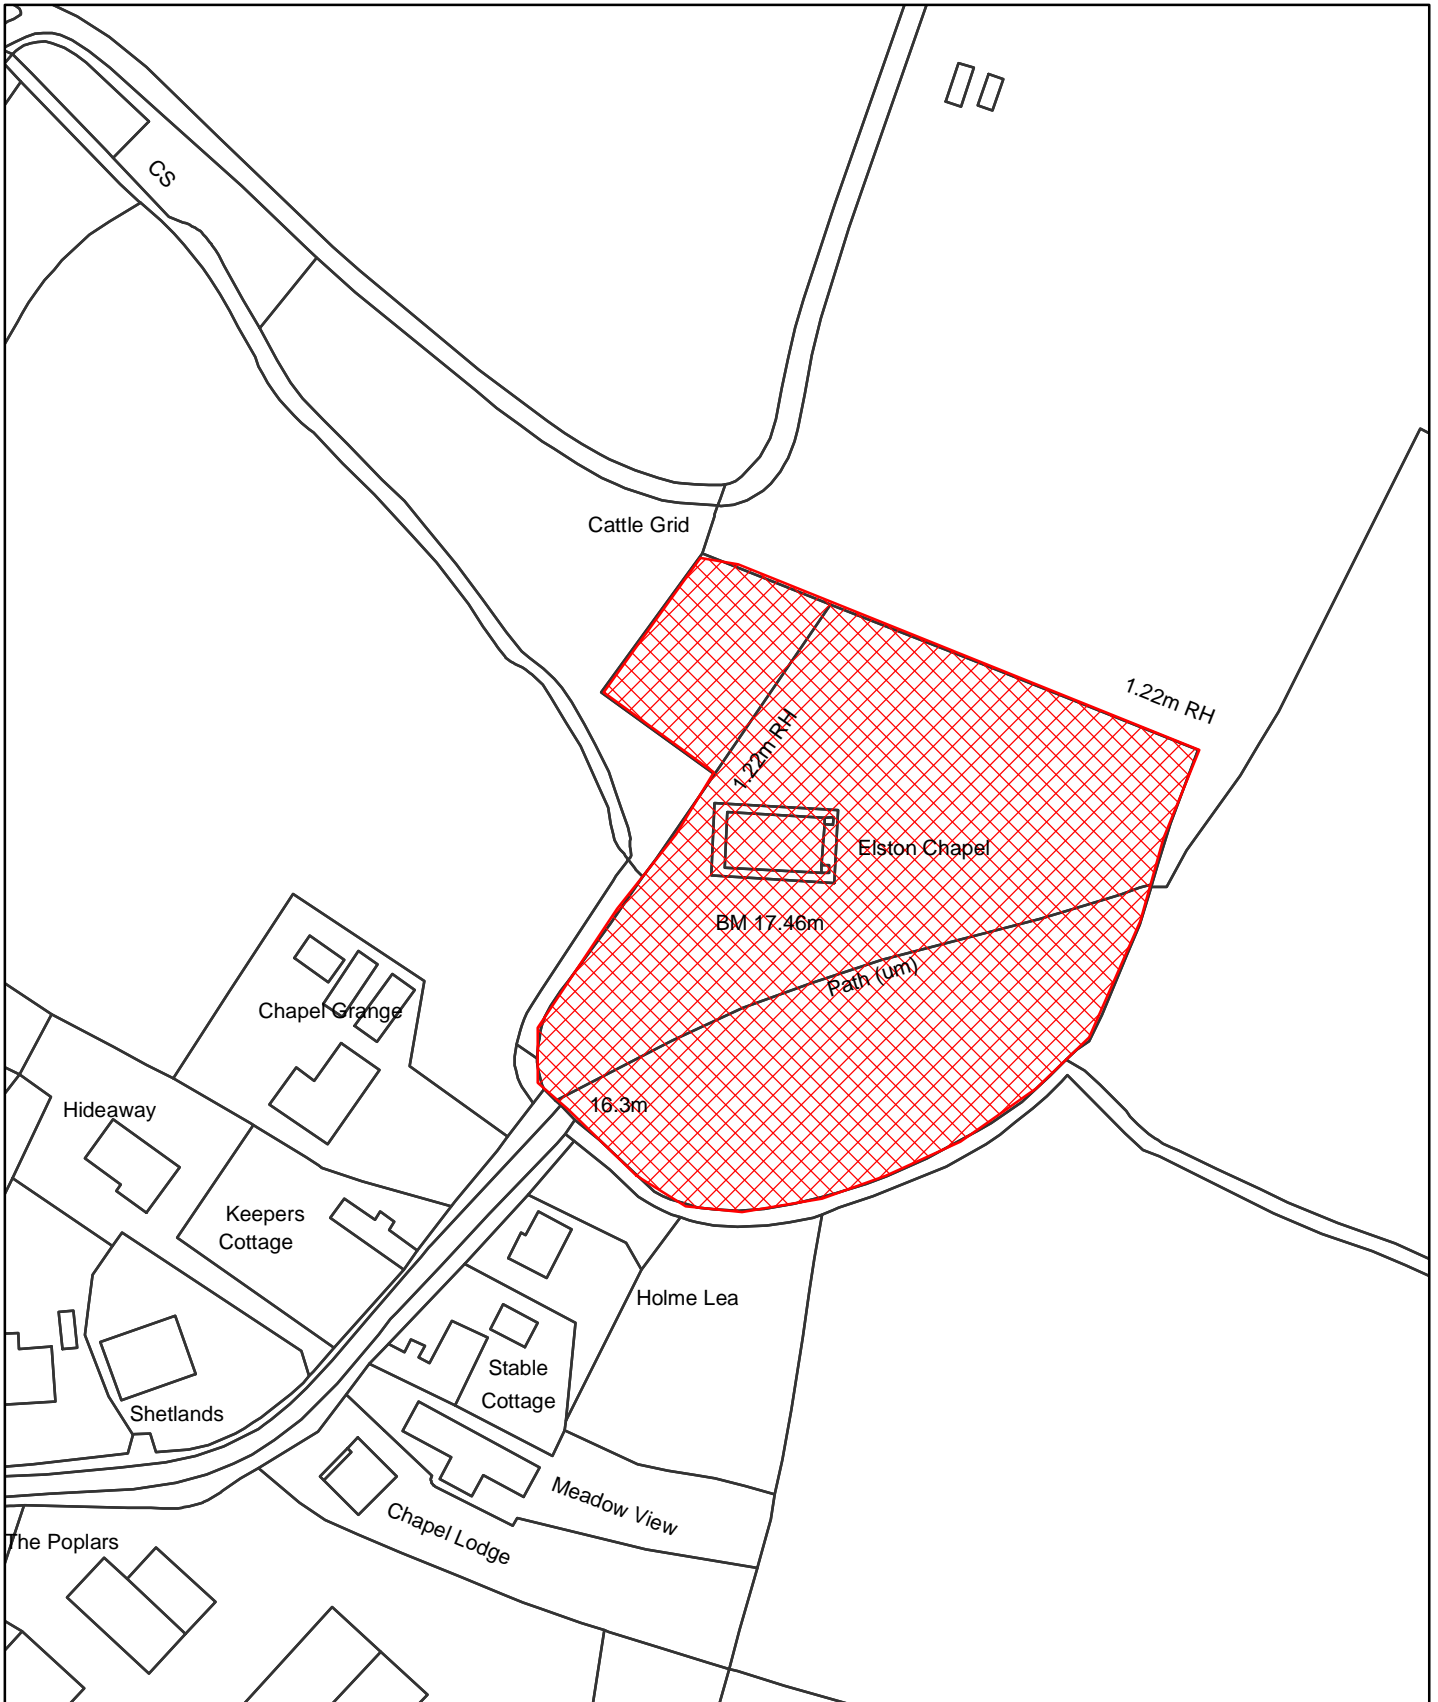 CS
Cattle Grid
1.22m RH
1.22m RH
Elston Chapel
BM 17.46m
Path (um)
Chapel Grange
16.3m
Hideaway
Keepers
Cottage
Holme Lea
Stable
Cottage
Shetlands
Meadow View
Chapel Lodge
The Poplars